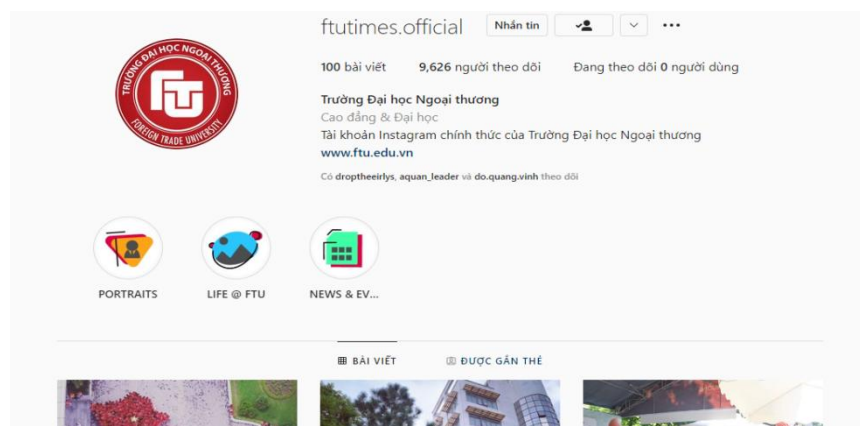 ftutimes.official Nhắn tin
TRƯỜNG ĐẠI HỌC NGOẠI THƯƠNG
FTU
FOREIGN TRADE UNIVERSITY
100 bài viết 9,626 người theo dõi Đang theo dõi 0 người dùng
Trường Đại học Ngoại thương
Cao đẳng & Đại học
Tài khoản Instagram chính thức của Trường Đại học Ngoại thương
www.ftu.edu.vn
Có droptheeirlys, aquan_leader và do.quang.vinh theo dõi
PORTRAITS LIFE @ FTU NEWS & EV...
BÀI VIẾT ĐƯỢC GẮN THẺ